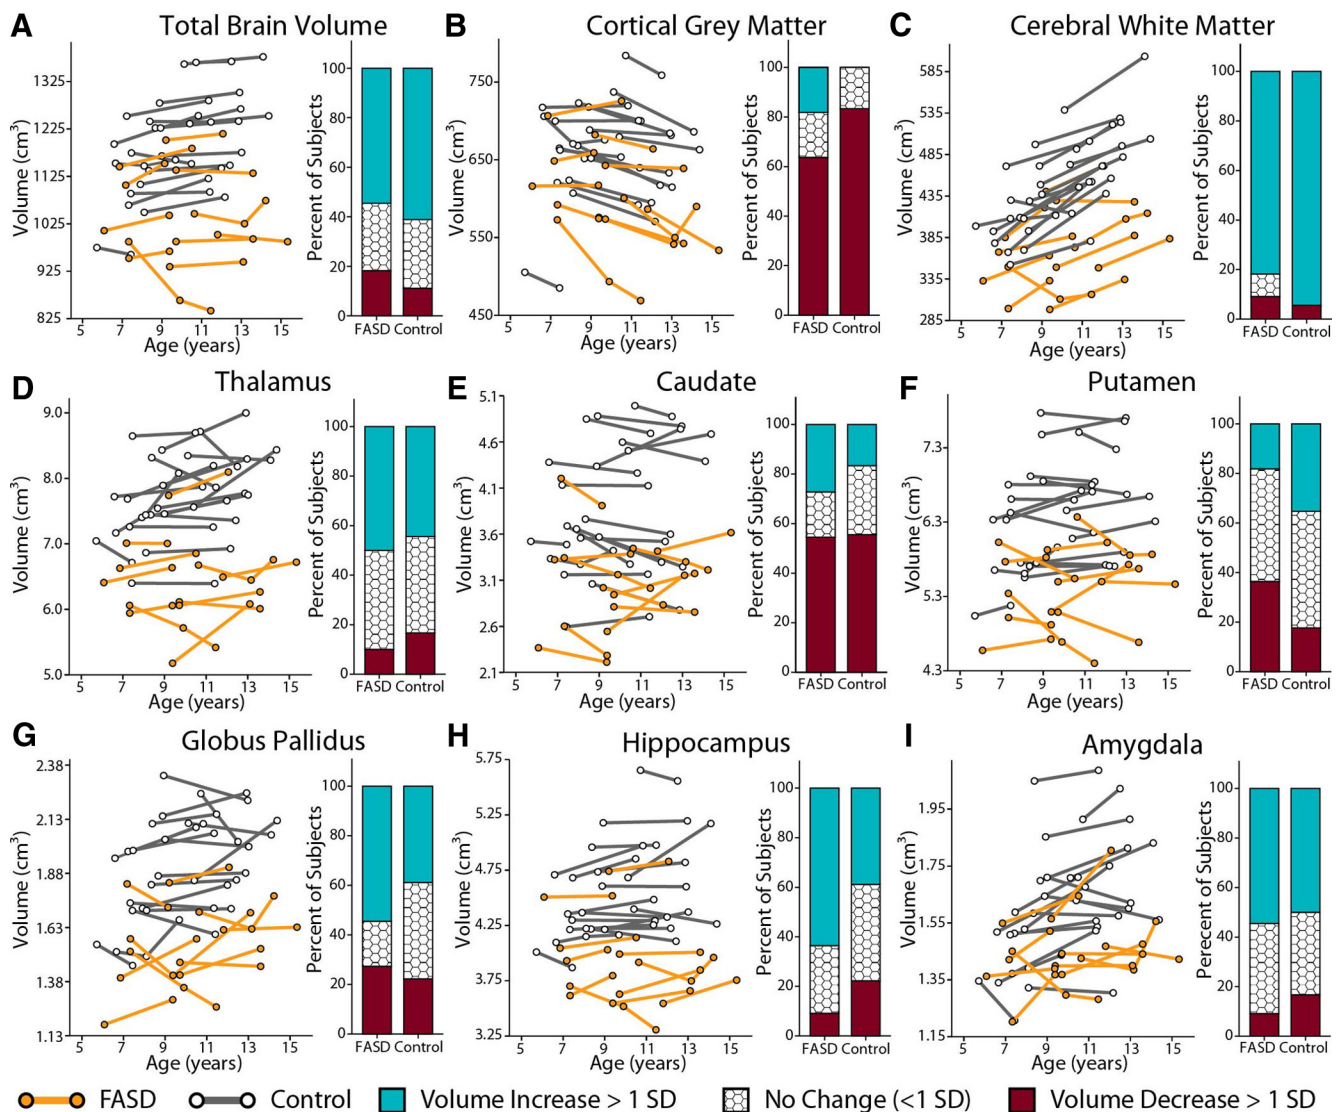 A Total Brain Volume
Volume (cm³)
1325
1225
1125
1025
925
825
5 7 9 11 13 15
Age (years)
Percent of Subjects
100
80
60
40
20
0
FASD Control
B Cortical Grey Matter
Volume (cm³)
750
650
550
450
5 7 9 11 13 15
Age (years)
Percent of Subjects
100
80
60
40
20
0
FASD Control
C Cerebral White Matter
Volume (cm³)
585
535
485
435
385
335
285
5 7 9 11 13 15
Age (years)
Percent of Subjects
100
80
60
40
20
0
FASD Control
D Thalamus
Volume (cm³)
9.0
8.0
7.0
6.0
5.0
5 7 9 11 13 15
Age (years)
Percent of Subjects
100
80
60
40
20
0
FASD Control
E Caudate
Volume (cm³)
5.1
4.6
4.1
3.6
3.1
2.6
2.1
5 7 9 11 13 15
Age (years)
Percent of Subjects
100
80
60
40
20
0
FASD Control
F Putamen
Volume (cm³)
7.3
6.3
5.3
4.3
5 7 9 11 13 15
Age (years)
Percent of Subjects
100
80
60
40
20
0
FASD Control
G Globus Pallidus
Volume (cm³)
2.38
2.13
1.88
1.63
1.38
1.13
5 7 9 11 13 15
Age (years)
Percent of Subjects
100
80
60
40
20
0
FASD Control
H Hippocampus
Volume (cm³)
5.75
5.25
4.75
4.25
3.75
3.25
5 7 9 11 13 15
Age (years)
Percent of Subjects
100
80
60
40
20
0
FASD Control
I Amygdala
Volume (cm³)
1.95
1.75
1.55
1.35
1.15
5 7 9 11 13 15
Age (years)
Perecent of Subjects
100
80
60
40
20
0
FASD Control
FASD Control Volume Increase > 1 SD No Change (<1 SD) Volume Decrease > 1 SD